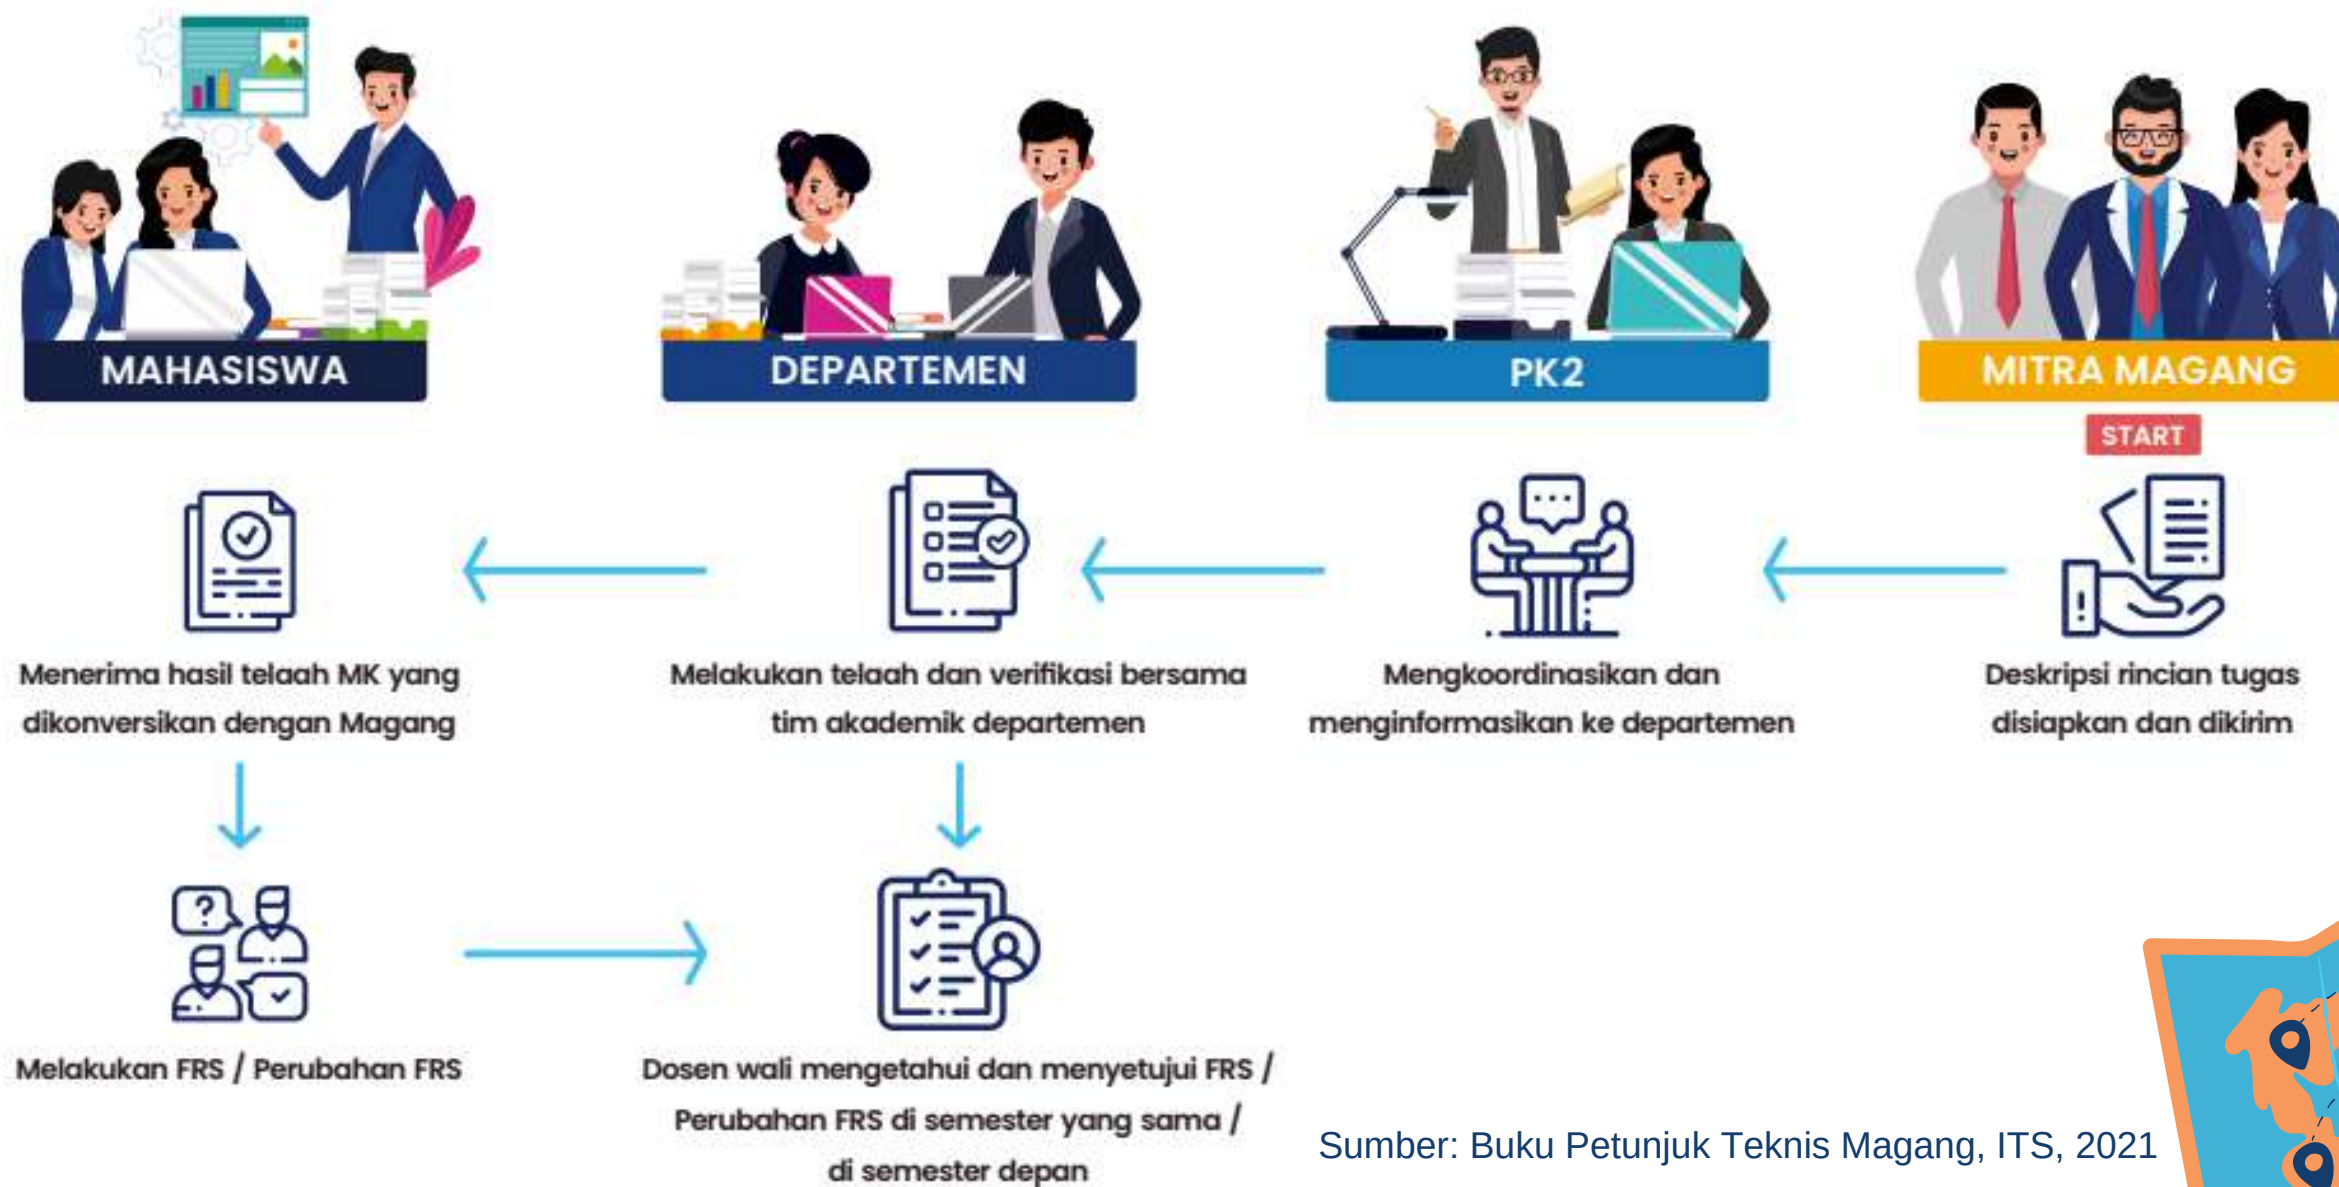 MAHASISWA
DEPARTEMEN
PK2
MITRA MAGANG
START
Menerima hasil telaah MK yang
dikonversikan dengan Magang
Melakukan telaah dan verifikasi bersama
tim akademik departemen
Mengkoordinasikan dan
menginformasikan ke departemen
Deskripsi rincian tugas
disiapkan dan dikirim
Melakukan FRS / Perubahan FRS
Dosen wali mengetahui dan menyetujui FRS /
Perubahan FRS di semester yang sama /
di semester depan
Sumber: Buku Petunjuk Teknis Magang, ITS, 2021